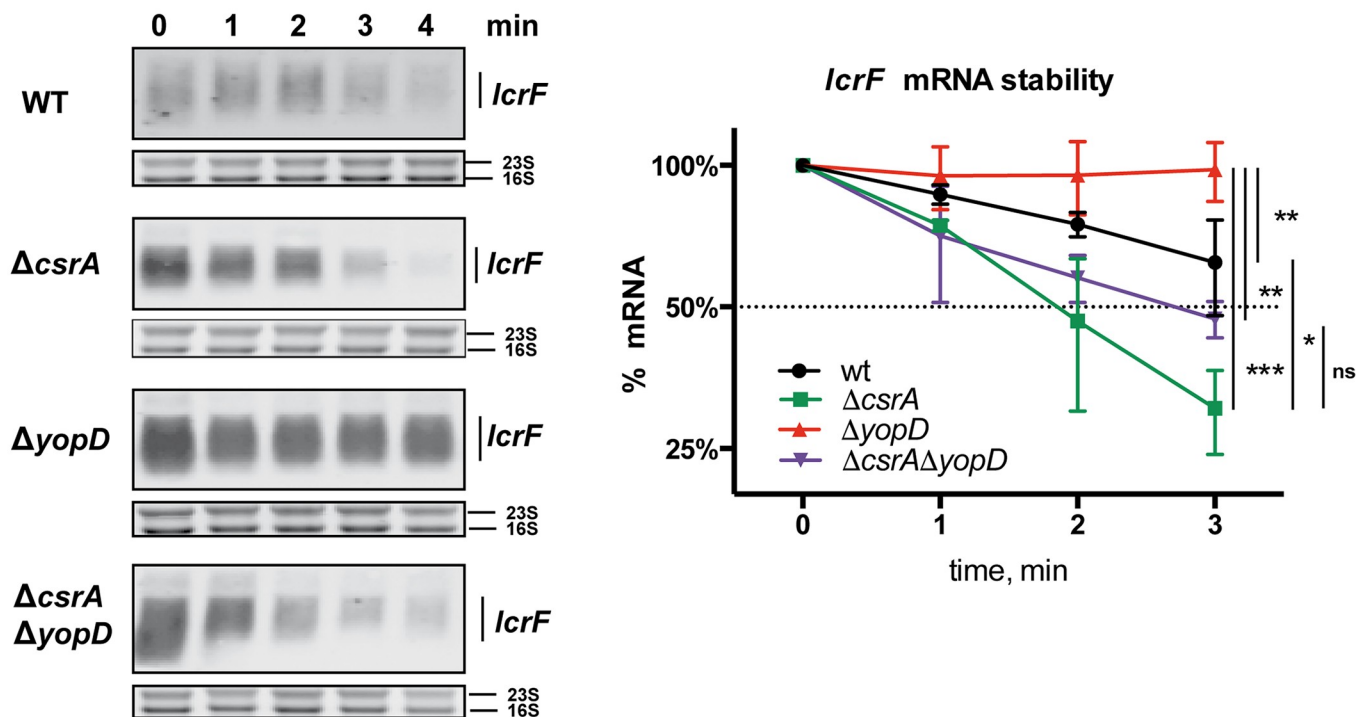 0 1 2 3 4 min
WT
lcrF
23S
16S
ΔcsrA
lcrF
23S
16S
ΔyopD
lcrF
23S
16S
ΔcsrA
ΔyopD
lcrF
23S
16S
lcrF mRNA stability
% mRNA
100%
50%
25%
wt
ΔcsrA
ΔyopD
ΔcsrAΔyopD
**
**
***
*
ns
0 1 2 3
time, min